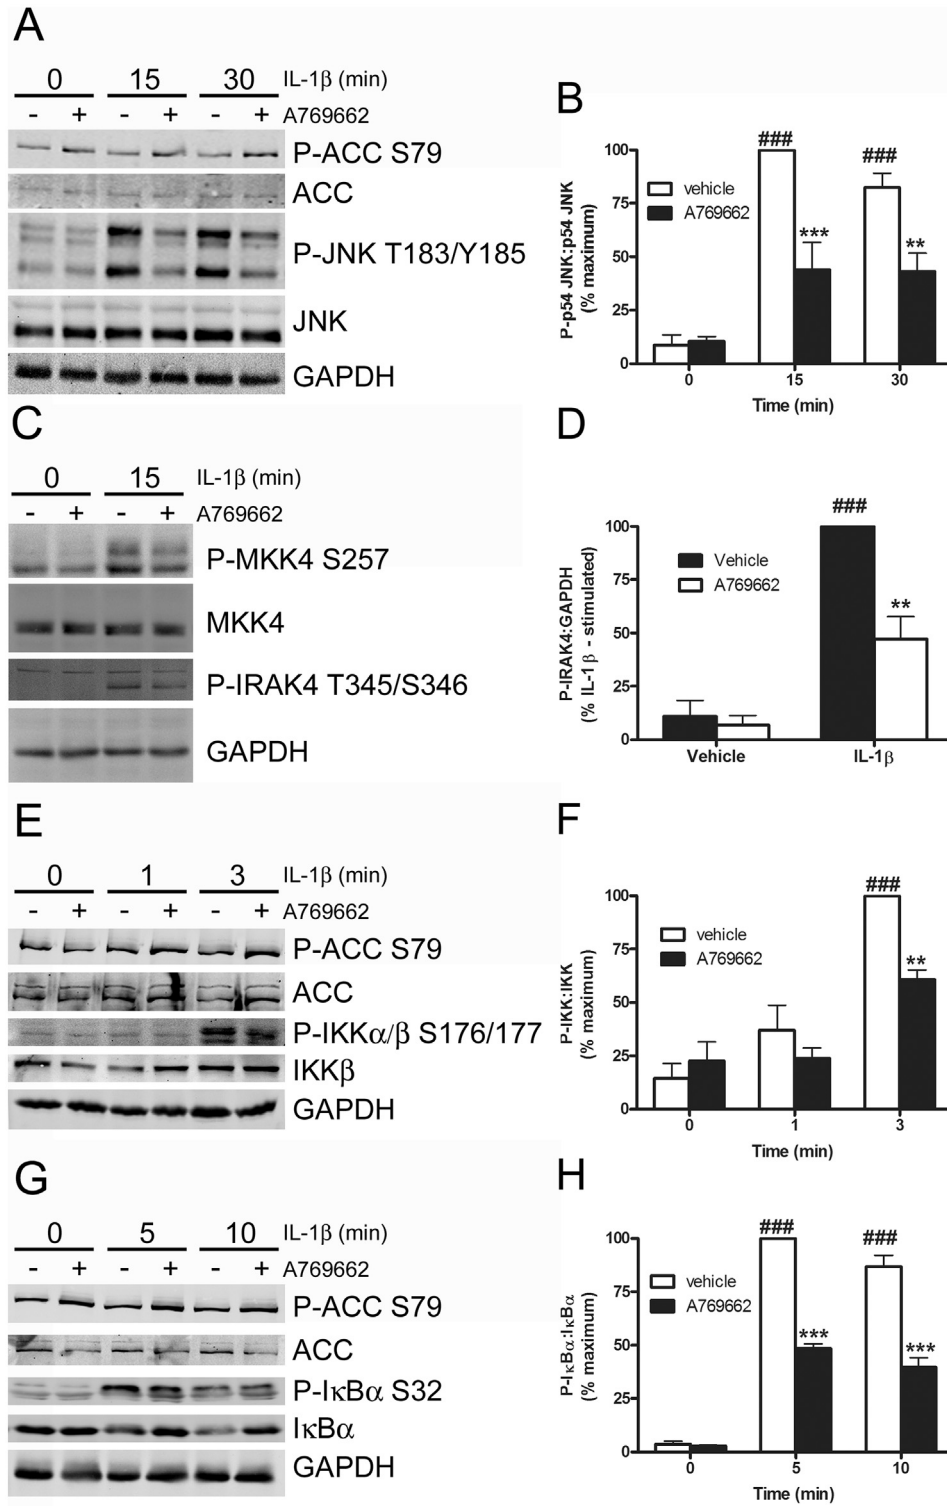 A
0 15 30 IL-1β (min)
- + - + - + A769662
P-ACC S79
ACC
P-JNK T183/Y185
JNK
GAPDH
B
P-p54 JNK:p54 JNK
(% maximum)
100
75
50
25
0
###
***
###
**
vehicle
A769662
0 15 30
Time (min)
C
0 15 IL-1β (min)
- + - + A769662
P-MKK4 S257
MKK4
P-IRAK4 T345/S346
GAPDH
D
P-IRAK4:GAPDH
(% IL-1β - stimulated)
100
75
50
25
0
###
**
Vehicle
A769662
Vehicle IL-1β
E
0 1 3 IL-1β (min)
- + - + - + A769662
P-ACC S79
ACC
P-IKKα/β S176/177
IKKβ
GAPDH
F
P-IKK:IKK
(% maximum)
100
75
50
25
0
###
**
vehicle
A769662
0 1 3
Time (min)
G
0 5 10 IL-1β (min)
- + - + - + A769662
P-ACC S79
ACC
P-IκBα S32
IκBα
GAPDH
H
P-IκBα:IκBα
(% maximum)
100
75
50
25
0
###
***
###
***
vehicle
A769662
0 5 10
Time (min)